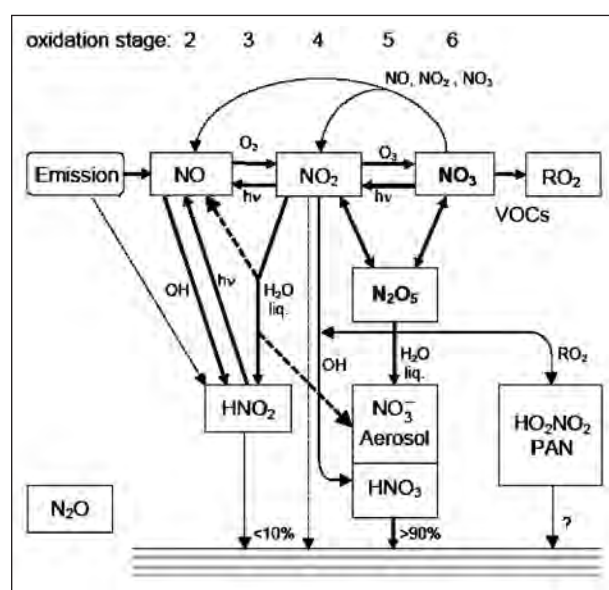 oxidation stage: 2 3 4 5 6
NO, NO₂ , NO₃
O₃ O₃
Emission NO NO₂ NO₃ RO₂
hν hν
VOCs
OH hν H₂O
liq.
N₂O₅
OH H₂O
liq.
RO₂
HNO₂
NO₃⁻
Aerosol
HO₂NO₂
PAN
HNO₃
N₂O
<10% >90% ?